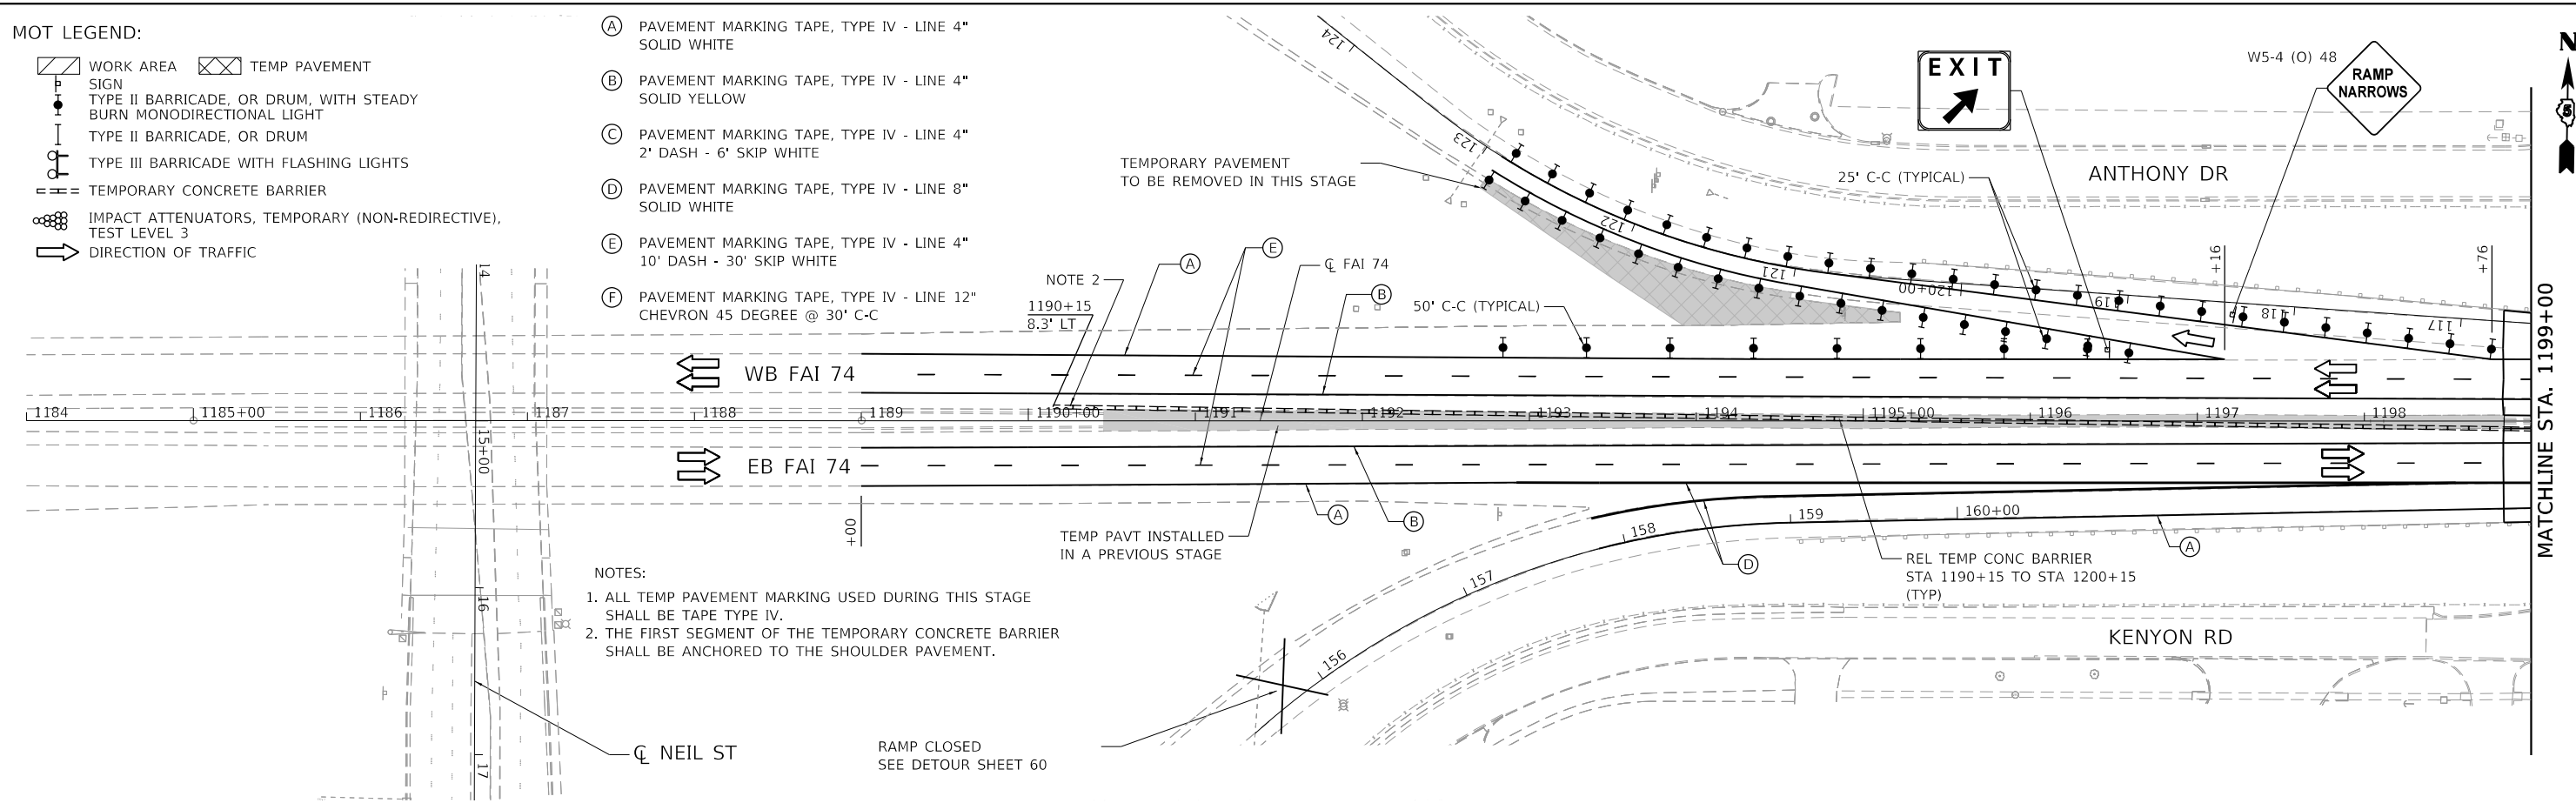 MOT LEGEND:
WORK AREA
TEMP PAVEMENT
SIGN
TYPE II BARRICADE, OR DRUM, WITH STEADY
BURN MONODIRECTIONAL LIGHT
TYPE II BARRICADE, OR DRUM
TYPE III BARRICADE WITH FLASHING LIGHTS
TEMPORARY CONCRETE BARRIER
IMPACT ATTENUATORS, TEMPORARY (NON-REDIRECTIVE),
TEST LEVEL 3
DIRECTION OF TRAFFIC
A PAVEMENT MARKING TAPE, TYPE IV - LINE 4"
SOLID WHITE
B PAVEMENT MARKING TAPE, TYPE IV - LINE 4"
SOLID YELLOW
C PAVEMENT MARKING TAPE, TYPE IV - LINE 4"
2' DASH - 6' SKIP WHITE
D PAVEMENT MARKING TAPE, TYPE IV - LINE 8"
SOLID WHITE
E PAVEMENT MARKING TAPE, TYPE IV - LINE 4"
10' DASH - 30' SKIP WHITE
F PAVEMENT MARKING TAPE, TYPE IV - LINE 12"
CHEVRON 45 DEGREE @ 30' C-C
124
123
122
121
120+00
119
118
117
TEMPORARY PAVEMENT
TO BE REMOVED IN THIS STAGE
EXIT
W5-4 (O) 48
RAMP
NARROWS
N
5
ANTHONY DR
25' C-C (TYPICAL)
+16
+76
NOTE 2
A
E
℄ FAI 74
B
1190+15
8.3' LT
50' C-C (TYPICAL)
WB FAI 74
1184
1185+00
1186
1187
1188
1189
1190+00
1191
1192
1193
1194
1195+00
1196
1197
1198
EB FAI 74
14
15+00
16
17
+00
A
B
TEMP PAVT INSTALLED
IN A PREVIOUS STAGE
D
156
157
158
159
160+00
A
REL TEMP CONC BARRIER
STA 1190+15 TO STA 1200+15
(TYP)
MATCHLINE STA. 1199+00
KENYON RD
NOTES:
1. ALL TEMP PAVEMENT MARKING USED DURING THIS STAGE
SHALL BE TAPE TYPE IV.
2. THE FIRST SEGMENT OF THE TEMPORARY CONCRETE BARRIER
SHALL BE ANCHORED TO THE SHOULDER PAVEMENT.
℄ NEIL ST
RAMP CLOSED
SEE DETOUR SHEET 60